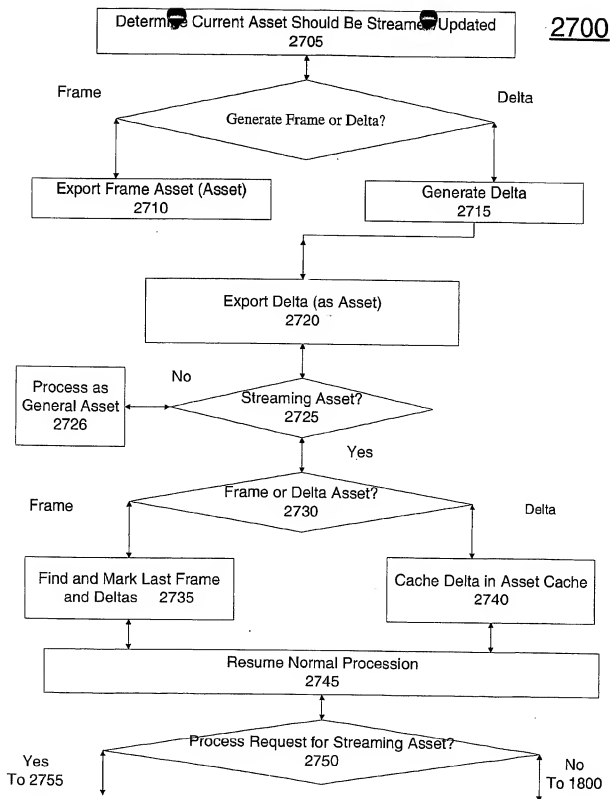 2700
Determine Current Asset Should Be Streamed/Updated
2705
Frame
Delta
Generate Frame or Delta?
Export Frame Asset (Asset)
2710
Generate Delta
2715
Export Delta (as Asset)
2720
No
Process as
General Asset
2726
Streaming Asset?
2725
Yes
Frame or Delta Asset?
2730
Frame
Delta
Find and Mark Last Frame
and Deltas 2735
Cache Delta in Asset Cache
2740
Resume Normal Procession
2745
Process Request for Streaming Asset?
2750
Yes
To 2755
No
To 1800